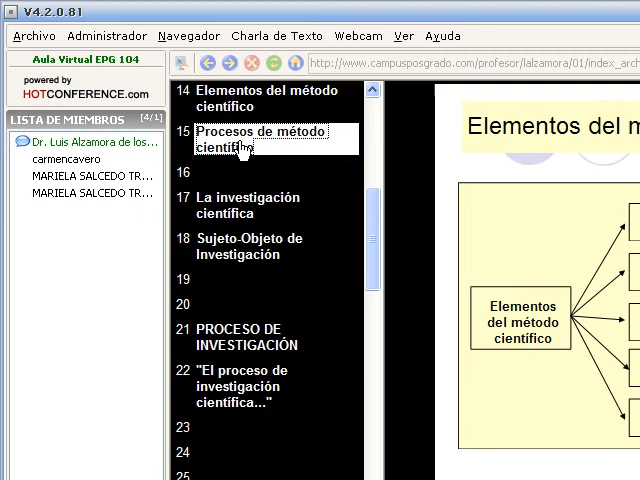 V4.2.0.81
Archivo Administrador Navegador Charla de Texto Webcam Ver Ayuda
Aula Virtual EPG 104
powered by
HOTCONFERENCE.com
LISTA DE MIEMBROS [4/1]
Dr. Luis Alzamora de los...
carmencavero
MARIELA SALCEDO TR...
MARIELA SALCEDO TR...
http://www.campusposgrado.com/profesor/lalzamora/01/index_arch
14 Elementos del método
científico
15 Procesos de método
científico
16
17 La investigación
científica
18 Sujeto-Objeto de
Investigación
19
20
21 PROCESO DE
INVESTIGACIÓN
22 "El proceso de
investigación
científica..."
23
24
25
Elementos del m
Elementos
del método
científico